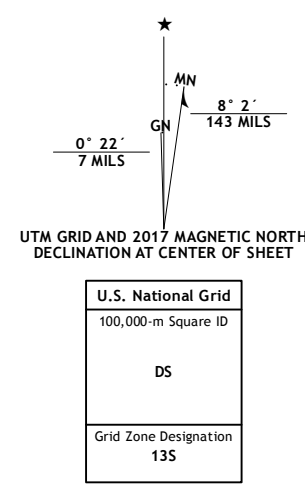 MN
GN
8° 2´
143 MILS
0° 22´
7 MILS
UTM GRID AND 2017 MAGNETIC NORTH
DECLINATION AT CENTER OF SHEET
U.S. National Grid
100,000-m Square ID
DS
Grid Zone Designation
13S